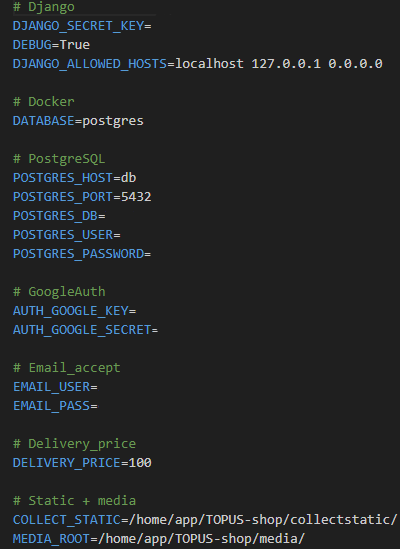 # Django
DJANGO_SECRET_KEY=
DEBUG=True
DJANGO_ALLOWED_HOSTS=localhost 127.0.0.1 0.0.0.0
# Docker
DATABASE=postgres
# PostgreSQL
POSTGRES_HOST=db
POSTGRES_PORT=5432
POSTGRES_DB=
POSTGRES_USER=
POSTGRES_PASSWORD=
# GoogleAuth
AUTH_GOOGLE_KEY=
AUTH_GOOGLE_SECRET=
# Email_accept
EMAIL_USER=
EMAIL_PASS=
# Delivery_price
DELIVERY_PRICE=100
# Static + media
COLLECT_STATIC=/home/app/TOPUS-shop/collectstatic/
MEDIA_ROOT=/home/app/TOPUS-shop/media/